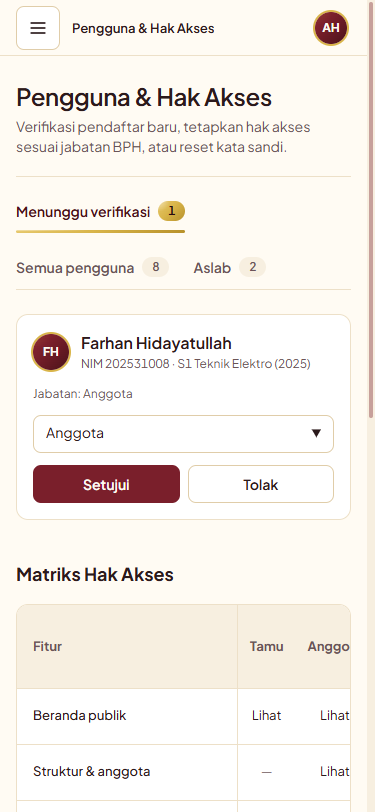 Pengguna & Hak Akses
AH
Pengguna & Hak Akses
Verifikasi pendaftar baru, tetapkan hak akses
sesuai jabatan BPH, atau reset kata sandi.
Menunggu verifikasi 1
Semua pengguna 8 Aslab 2
FH
Farhan Hidayatullah
NIM 202531008 · S1 Teknik Elektro (2025)
Jabatan: Anggota
Anggota
Setujui Tolak
Matriks Hak Akses
Fitur Tamu Anggo
Beranda publik Lihat Lihat
Struktur & anggota — Lihat